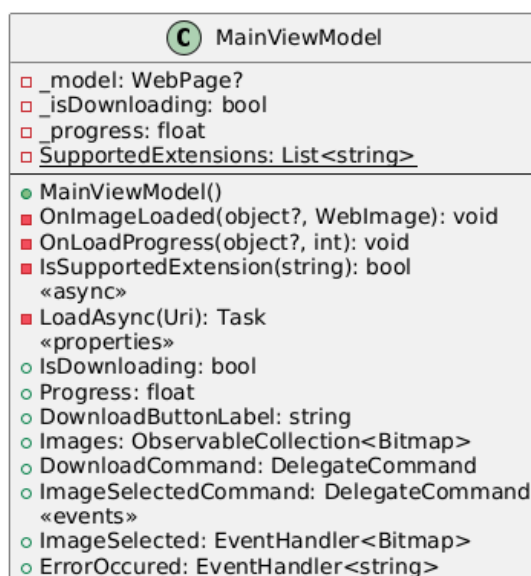 C MainViewModel
_model: WebPage?
_isDownloading: bool
_progress: float
SupportedExtensions: List<string>
MainViewModel()
OnImageLoaded(object?, WebImage): void
OnLoadProgress(object?, int): void
IsSupportedExtension(string): bool
«async»
LoadAsync(Uri): Task
«properties»
IsDownloading: bool
Progress: float
DownloadButtonLabel: string
Images: ObservableCollection<Bitmap>
DownloadCommand: DelegateCommand
ImageSelectedCommand: DelegateCommand
«events»
ImageSelected: EventHandler<Bitmap>
ErrorOccured: EventHandler<string>